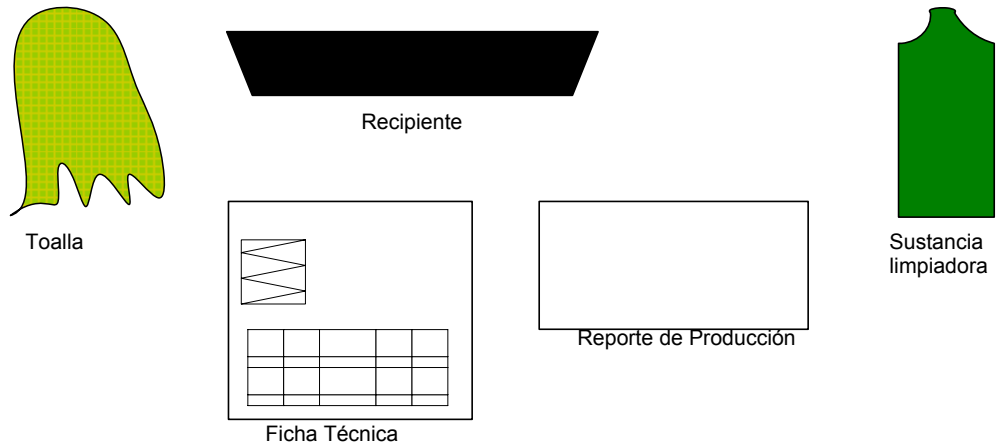 Recipiente
Toalla
Sustancia
limpiadora
Reporte de Producción
Ficha Técnica